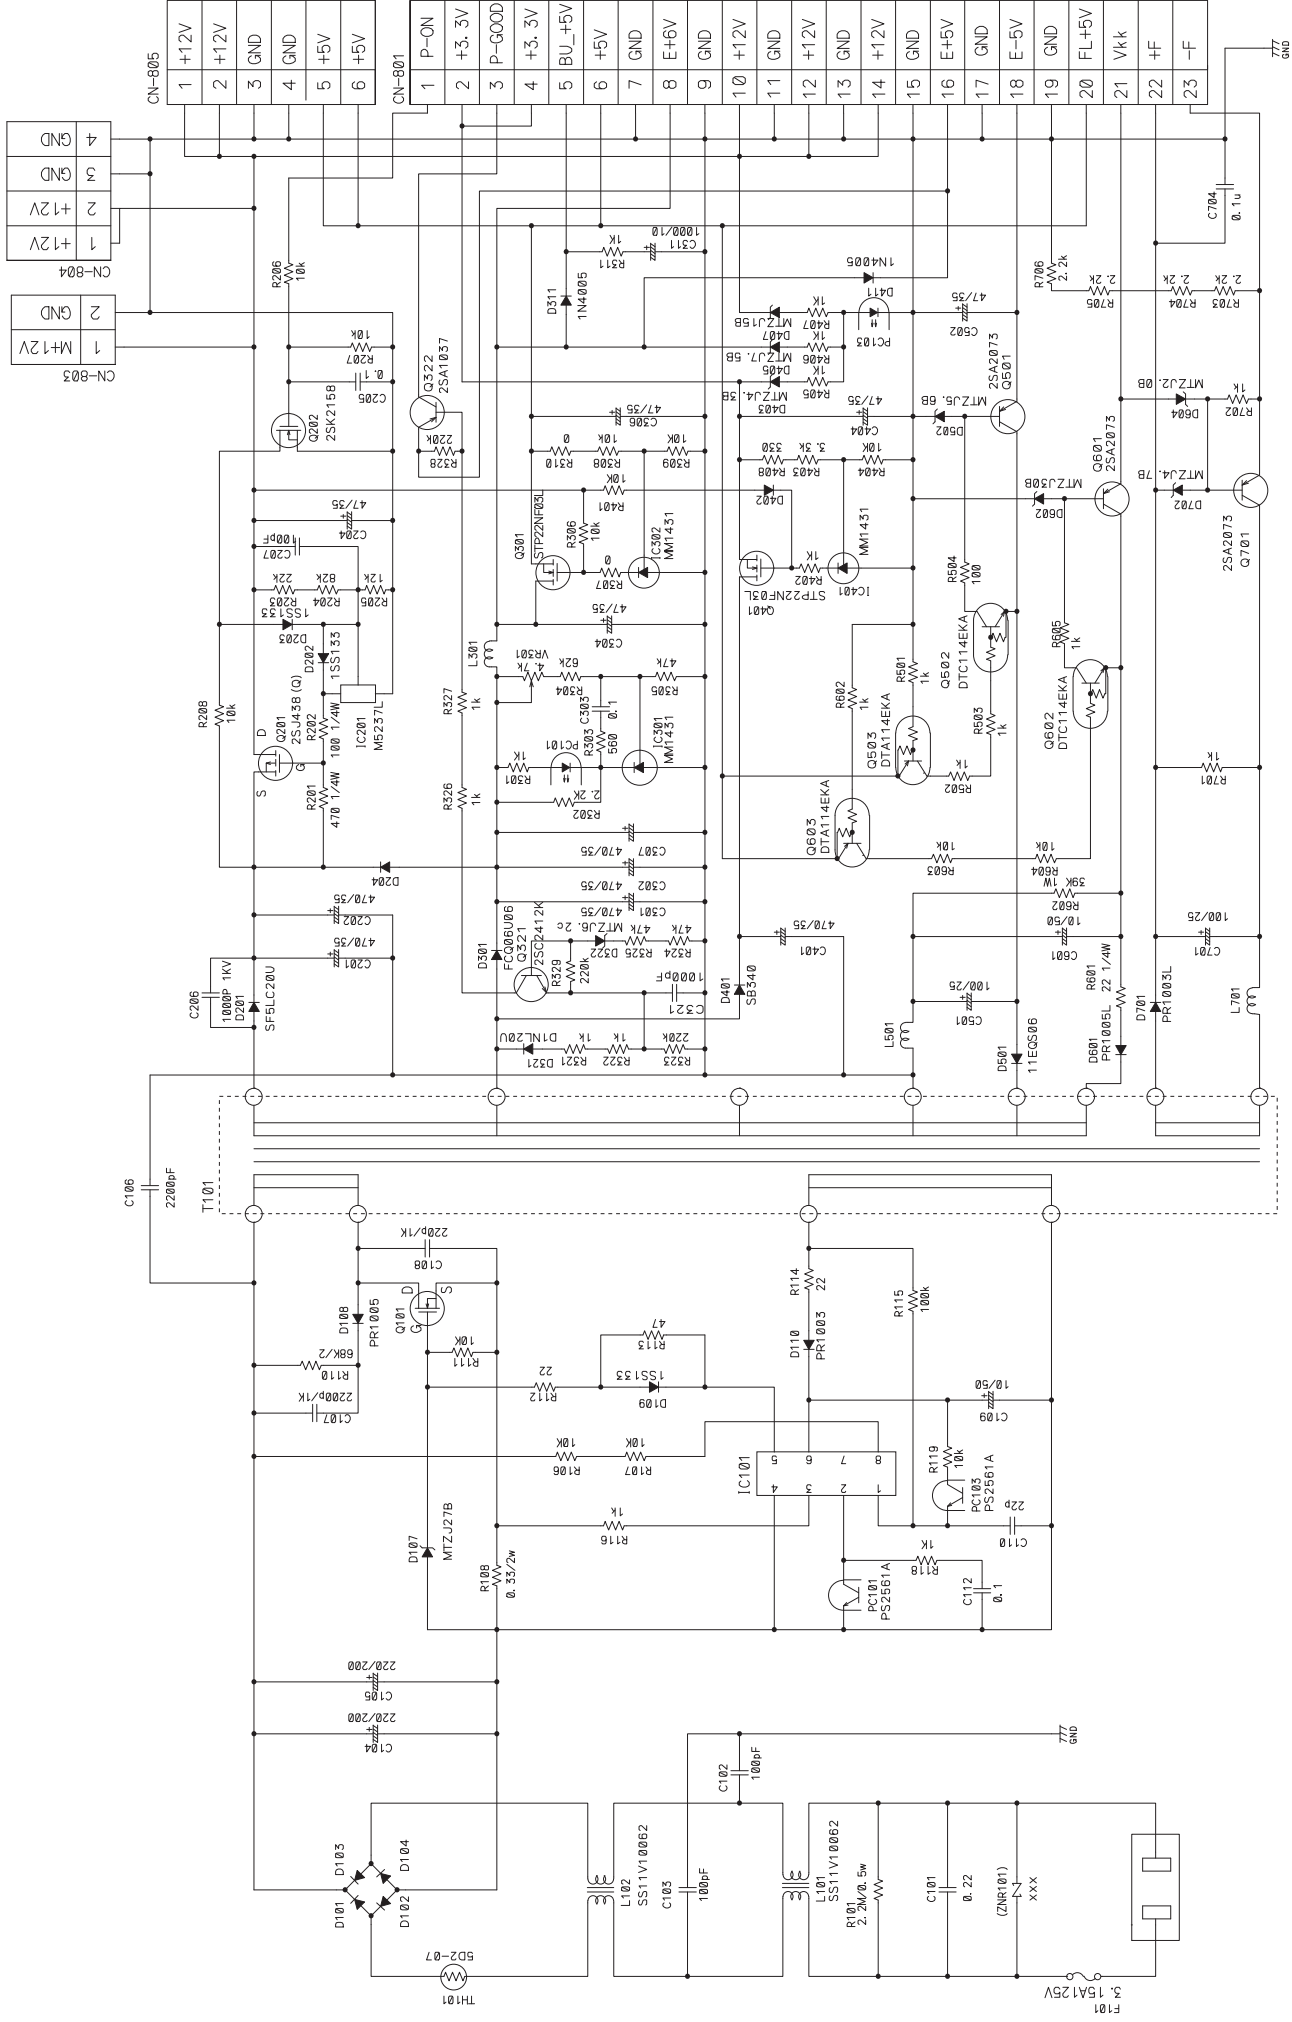 CN-805
1 +12V
2 +12V
3 GND
4 GND
5 +5V
6 +5V
CN-801
1 P-ON
2 +3.3V
3 P-GOOD
4 +3.3V
5 BU_+5V
6 +5V
7 GND
8 E+6V
9 GND
10 +12V
11 GND
12 +12V
13 GND
14 +12V
15 GND
16 E+5V
17 GND
18 E-5V
19 GND
20 FL+5V
21 Vkk
22 +F
23 -F
GND
4 GND
3 GND
2 +12V
1 +12V
CN-804
2 GND
1 M+12V
CN-803
C704
0.1u
R206
10k
R207
10k
C205
0.1
Q202
2SK2158
Q322
2SA1037
R328
220k
D311
1N4005
R311
1K
C311
1000/10
D411
1N4005
MTZJ15B
D407
R407
1K
PC103
MTZJ7.5B
D405
R406
1K
MTZJ4.3B
D403
R405
1K
C502
47/35
2SA2073
Q501
R706
2.2k
R705
2.2k
R704
2.2k
R703
2.2k
C306
47/35
R310
0
R308
10k
R309
10K
C404
47/35
R408
330
R403
3.3k
R404
10K
D502
MTZJ5.6B
Q601
2SA2073
MTZJ2.0B
D604
R702
1k
D702
MTZJ4.7B
2SA2073
Q701
D602
MTZJ30B
C204
47/35
C207
100pF
R203
22k
R204
82k
R205
12k
D203
1SS133
D202
1SS133
IC201
M5237L
R208
10k
Q201
2SJ438(Q)
S
D
G
R202
100 1/4W
R201
470 1/4W
D204
Q301
STP22NF03L
R306
10k
R401
10K
R307
0
IC302
MM1431
D402
R402
1K
STP22NF03L
Q401
MM1431
IC401
C304
47/35
L301
VR301
4.7k
R304
62k
R305
47k
C303
0.1
R303
560
IC301
MM1431
R301
1K
PC101
R302
2.2K
R327
1k
R326
1k
C307
470/35
C302
470/35
C301
470/35
R504
100
Q502
DTC114EKA
R605
1k
Q602
DTC114EKA
R501
1k
R602
1k
Q503
DTA114EKA
R503
1k
R502
1k
Q603
DTA114EKA
R603
10k
R604
10k
R602
39K 1W
R701
1k
C202
470/35
C201
470/35
C206
1000P 1KV
D201
SF5LC20U
D301
FCQ06U06
Q321
2SC2412K
R329
220k
D322
MTZJ6.2c
R325
47k
R324
47k
C321
1000pF
D321
D1NL20U
R321
1k
R322
1k
R323
220k
D401
SB340
C401
470/35
L501
C501
100/25
D501
11EQS06
C601
10/50
R601
22 1/4W
D601
PR1005L
D701
PR1003L
C701
100/25
L701
C106
2200pF
T101
C108
220p/1K
D108
PR1005
Q101
G
D
S
R110
68K/2
C107
2200p/1K
R111
10K
R112
22
R113
47
D109
1SS133
R114
22
D110
PR1003
R115
100k
C109
10/50
R106
10K
R107
10K
IC101
5 6 7 8
4 3 2 1
R119
10k
PC103
PS2561A
C110
22p
R116
1k
D107
MTZJ27B
R108
0.33/2w
PC101
PS2561A
R118
1K
C112
0.1
C105
220/200
C104
220/200
GND
C102
100pF
D103
D104
D101
D102
L102
SS11V10062
C103
100pF
L101
SS11V10062
R101
2.2M/0.5w
C101
0.22
(ZNR101)
XXX
TH101
5D2-07
F101
3.15A125V